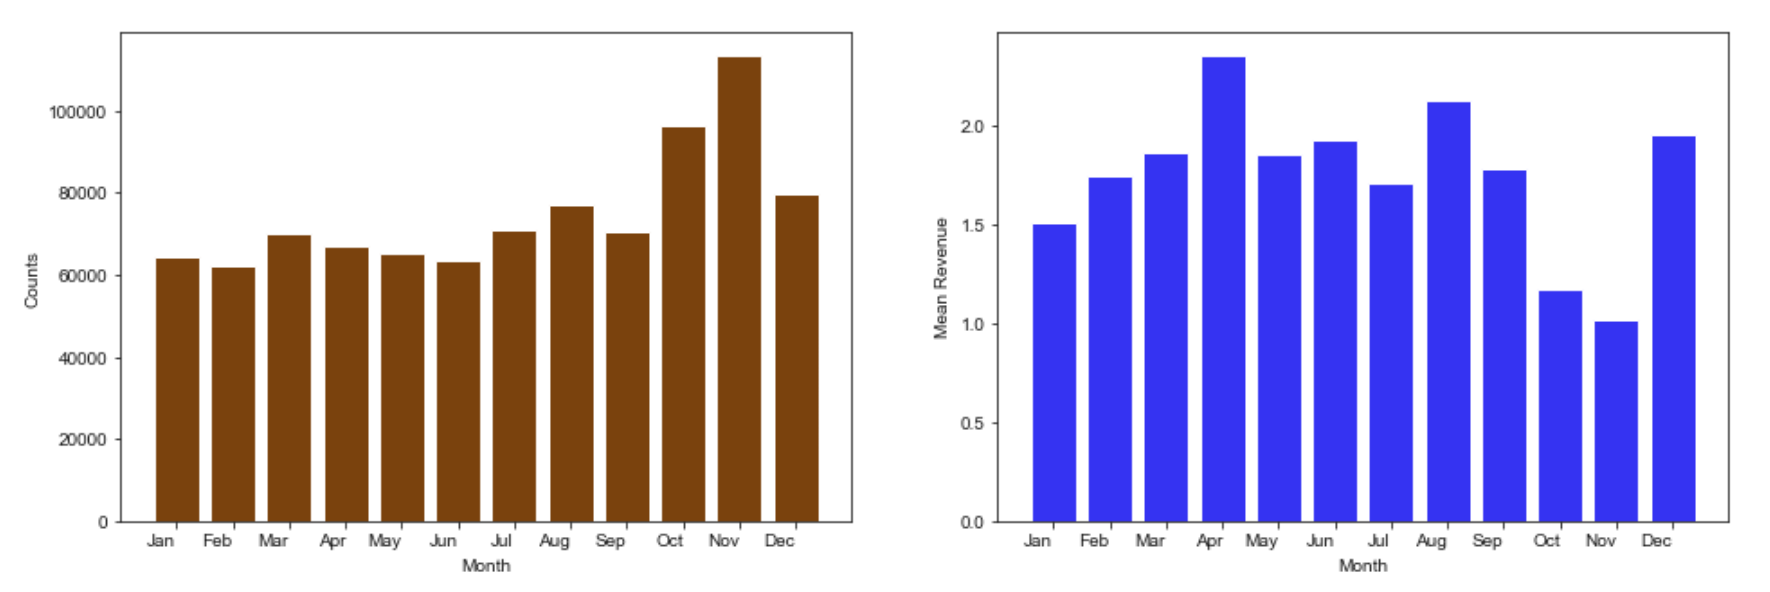 Counts
100000
80000
60000
40000
20000
0
Jan Feb Mar Apr May Jun Jul Aug Sep Oct Nov Dec
Month
Mean Revenue
2.0
1.5
1.0
0.5
0.0
Jan Feb Mar Apr May Jun Jul Aug Sep Oct Nov Dec
Month